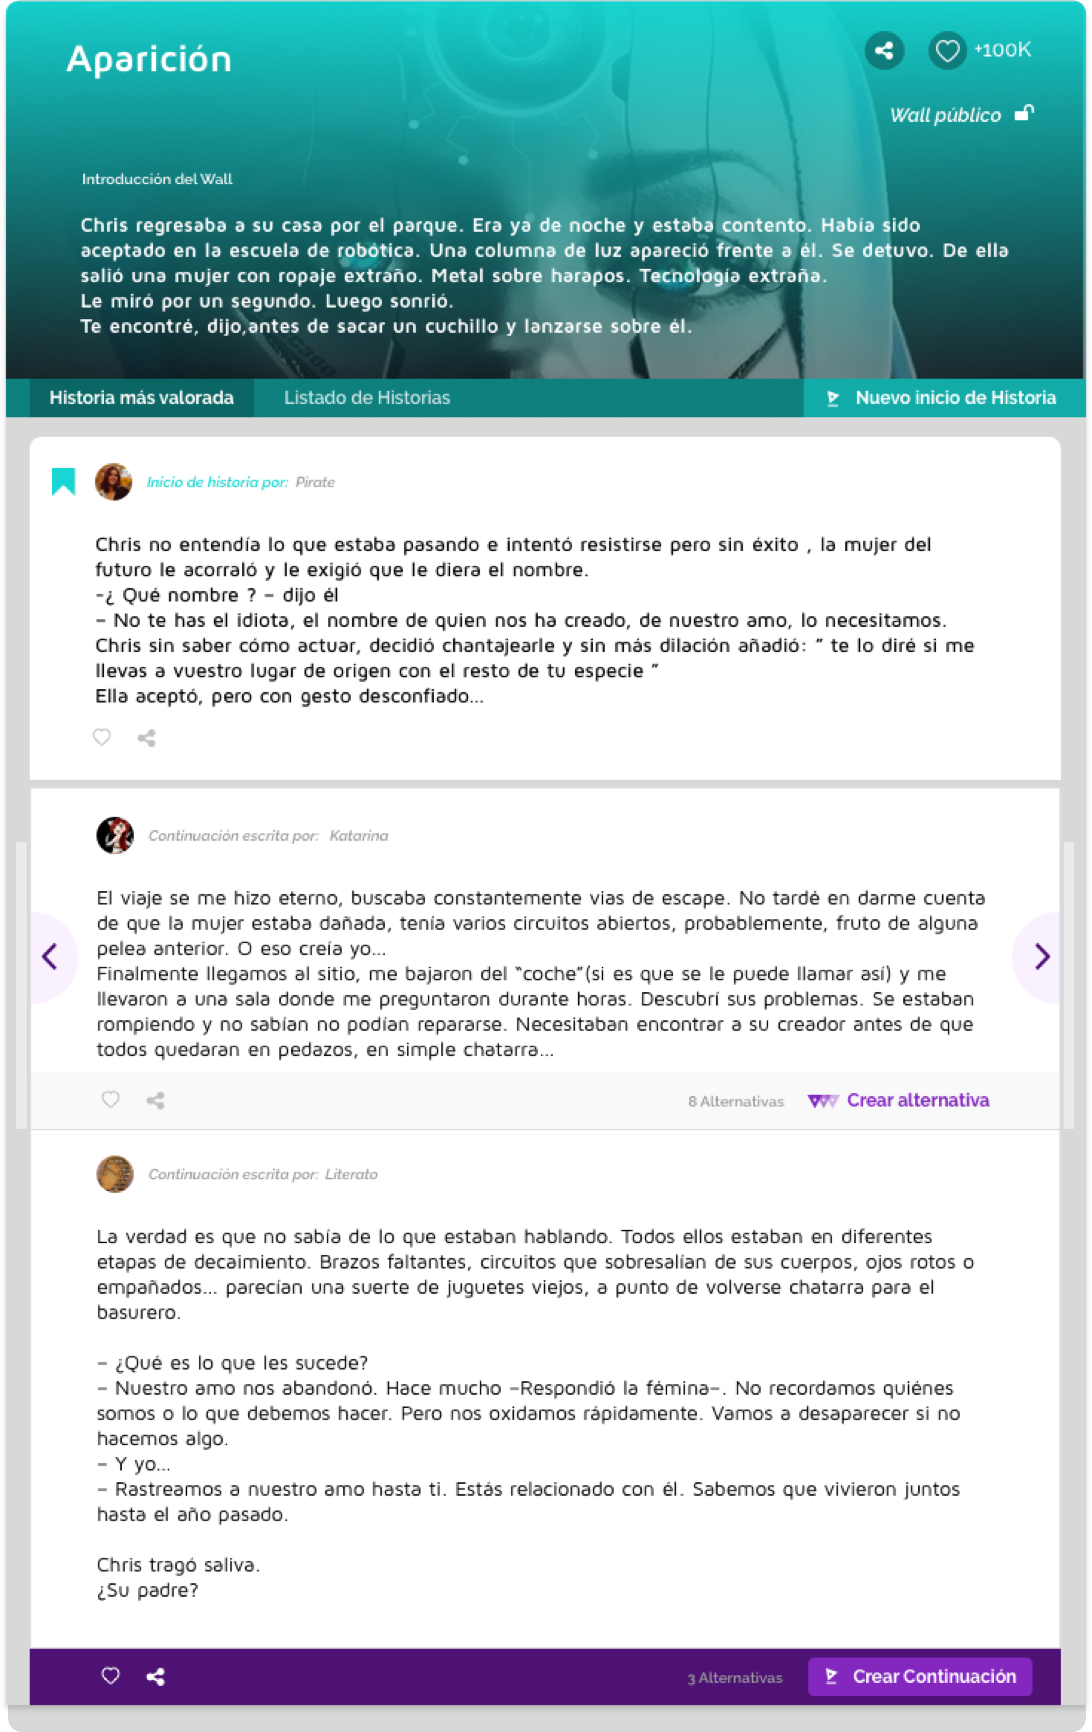 Aparición
+100K
Wall público
Introducción del Wall
Chris regresaba a su casa por el parque. Era ya de noche y estaba contento. Había sido
aceptado en la escuela de robótica. Una columna de luz apareció frente a él. Se detuvo. De ella
salió una mujer con ropaje extraño. Metal sobre harapos. Tecnología extraña.
Le miró por un segundo. Luego sonrió.
Te encontré, dijo,antes de sacar un cuchillo y lanzarse sobre él.
Historia más valorada
Listado de Historias
Nuevo inicio de Historia
Inicio de historia por: Pirate
Chris no entendía lo que estaba pasando e intentó resistirse pero sin éxito , la mujer del
futuro le acorraló y le exigió que le diera el nombre.
-¿ Qué nombre ? – dijo él
– No te has el idiota, el nombre de quien nos ha creado, de nuestro amo, lo necesitamos.
Chris sin saber cómo actuar, decidió chantajearle y sin más dilación añadió: ” te lo diré si me
llevas a vuestro lugar de origen con el resto de tu especie ”
Ella aceptó, pero con gesto desconfiado...
Continuación escrita por: Katarina
El viaje se me hizo eterno, buscaba constantemente vias de escape. No tardé en darme cuenta
de que la mujer estaba dañada, tenía varios circuitos abiertos, probablemente, fruto de alguna
pelea anterior. O eso creía yo...
Finalmente llegamos al sitio, me bajaron del “coche”(si es que se le puede llamar así) y me
llevaron a una sala donde me preguntaron durante horas. Descubrí sus problemas. Se estaban
rompiendo y no sabían no podían repararse. Necesitaban encontrar a su creador antes de que
todos quedaran en pedazos, en simple chatarra...
8 Alternativas
Crear alternativa
Continuación escrita por: Literato
La verdad es que no sabía de lo que estaban hablando. Todos ellos estaban en diferentes
etapas de decaimiento. Brazos faltantes, circuitos que sobresalían de sus cuerpos, ojos rotos o
empañados... parecían una suerte de juguetes viejos, a punto de volverse chatarra para el
basurero.
– ¿Qué es lo que les sucede?
– Nuestro amo nos abandonó. Hace mucho –Respondió la fémina–. No recordamos quiénes
somos o lo que debemos hacer. Pero nos oxidamos rápidamente. Vamos a desaparecer si no
hacemos algo.
– Y yo...
– Rastreamos a nuestro amo hasta ti. Estás relacionado con él. Sabemos que vivieron juntos
hasta el año pasado.
Chris tragó saliva.
¿Su padre?
3 Alternativas
Crear Continuación